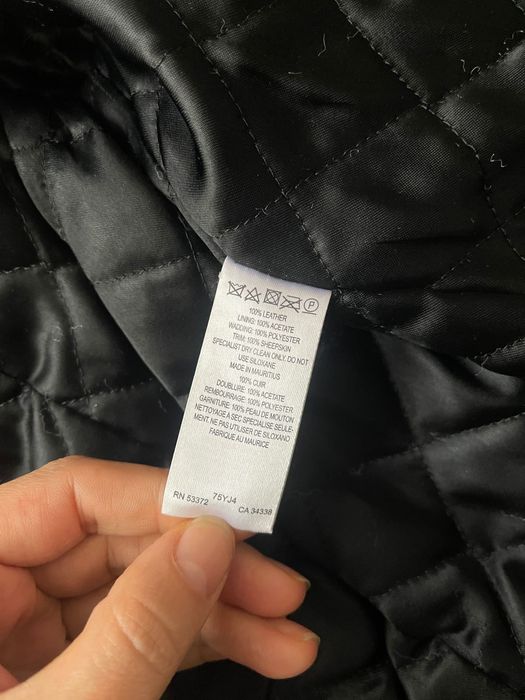 P
100% LEATHER
LINING: 100% ACETATE
WADDING: 100% POLYESTER
TRIM: 100% SHEEPSKIN
SPECIALIST DRY CLEAN ONLY. DO NOT
USE SILOXANE
MADE IN MAURITIUS
100% CUIR
DOUBLURE: 100% ACETATE
REMBOURRAGE: 100% POLYESTER
GARNITURE: 100% PEAU DE MOUTON
NETTOYAGE A SEC SPÉCIALISE SEULE-
MENT, NE PAS UTILISER DE SILOXANO
FABRIQUE AU MAURICE
RN 53372 75YJ4 CA 34338